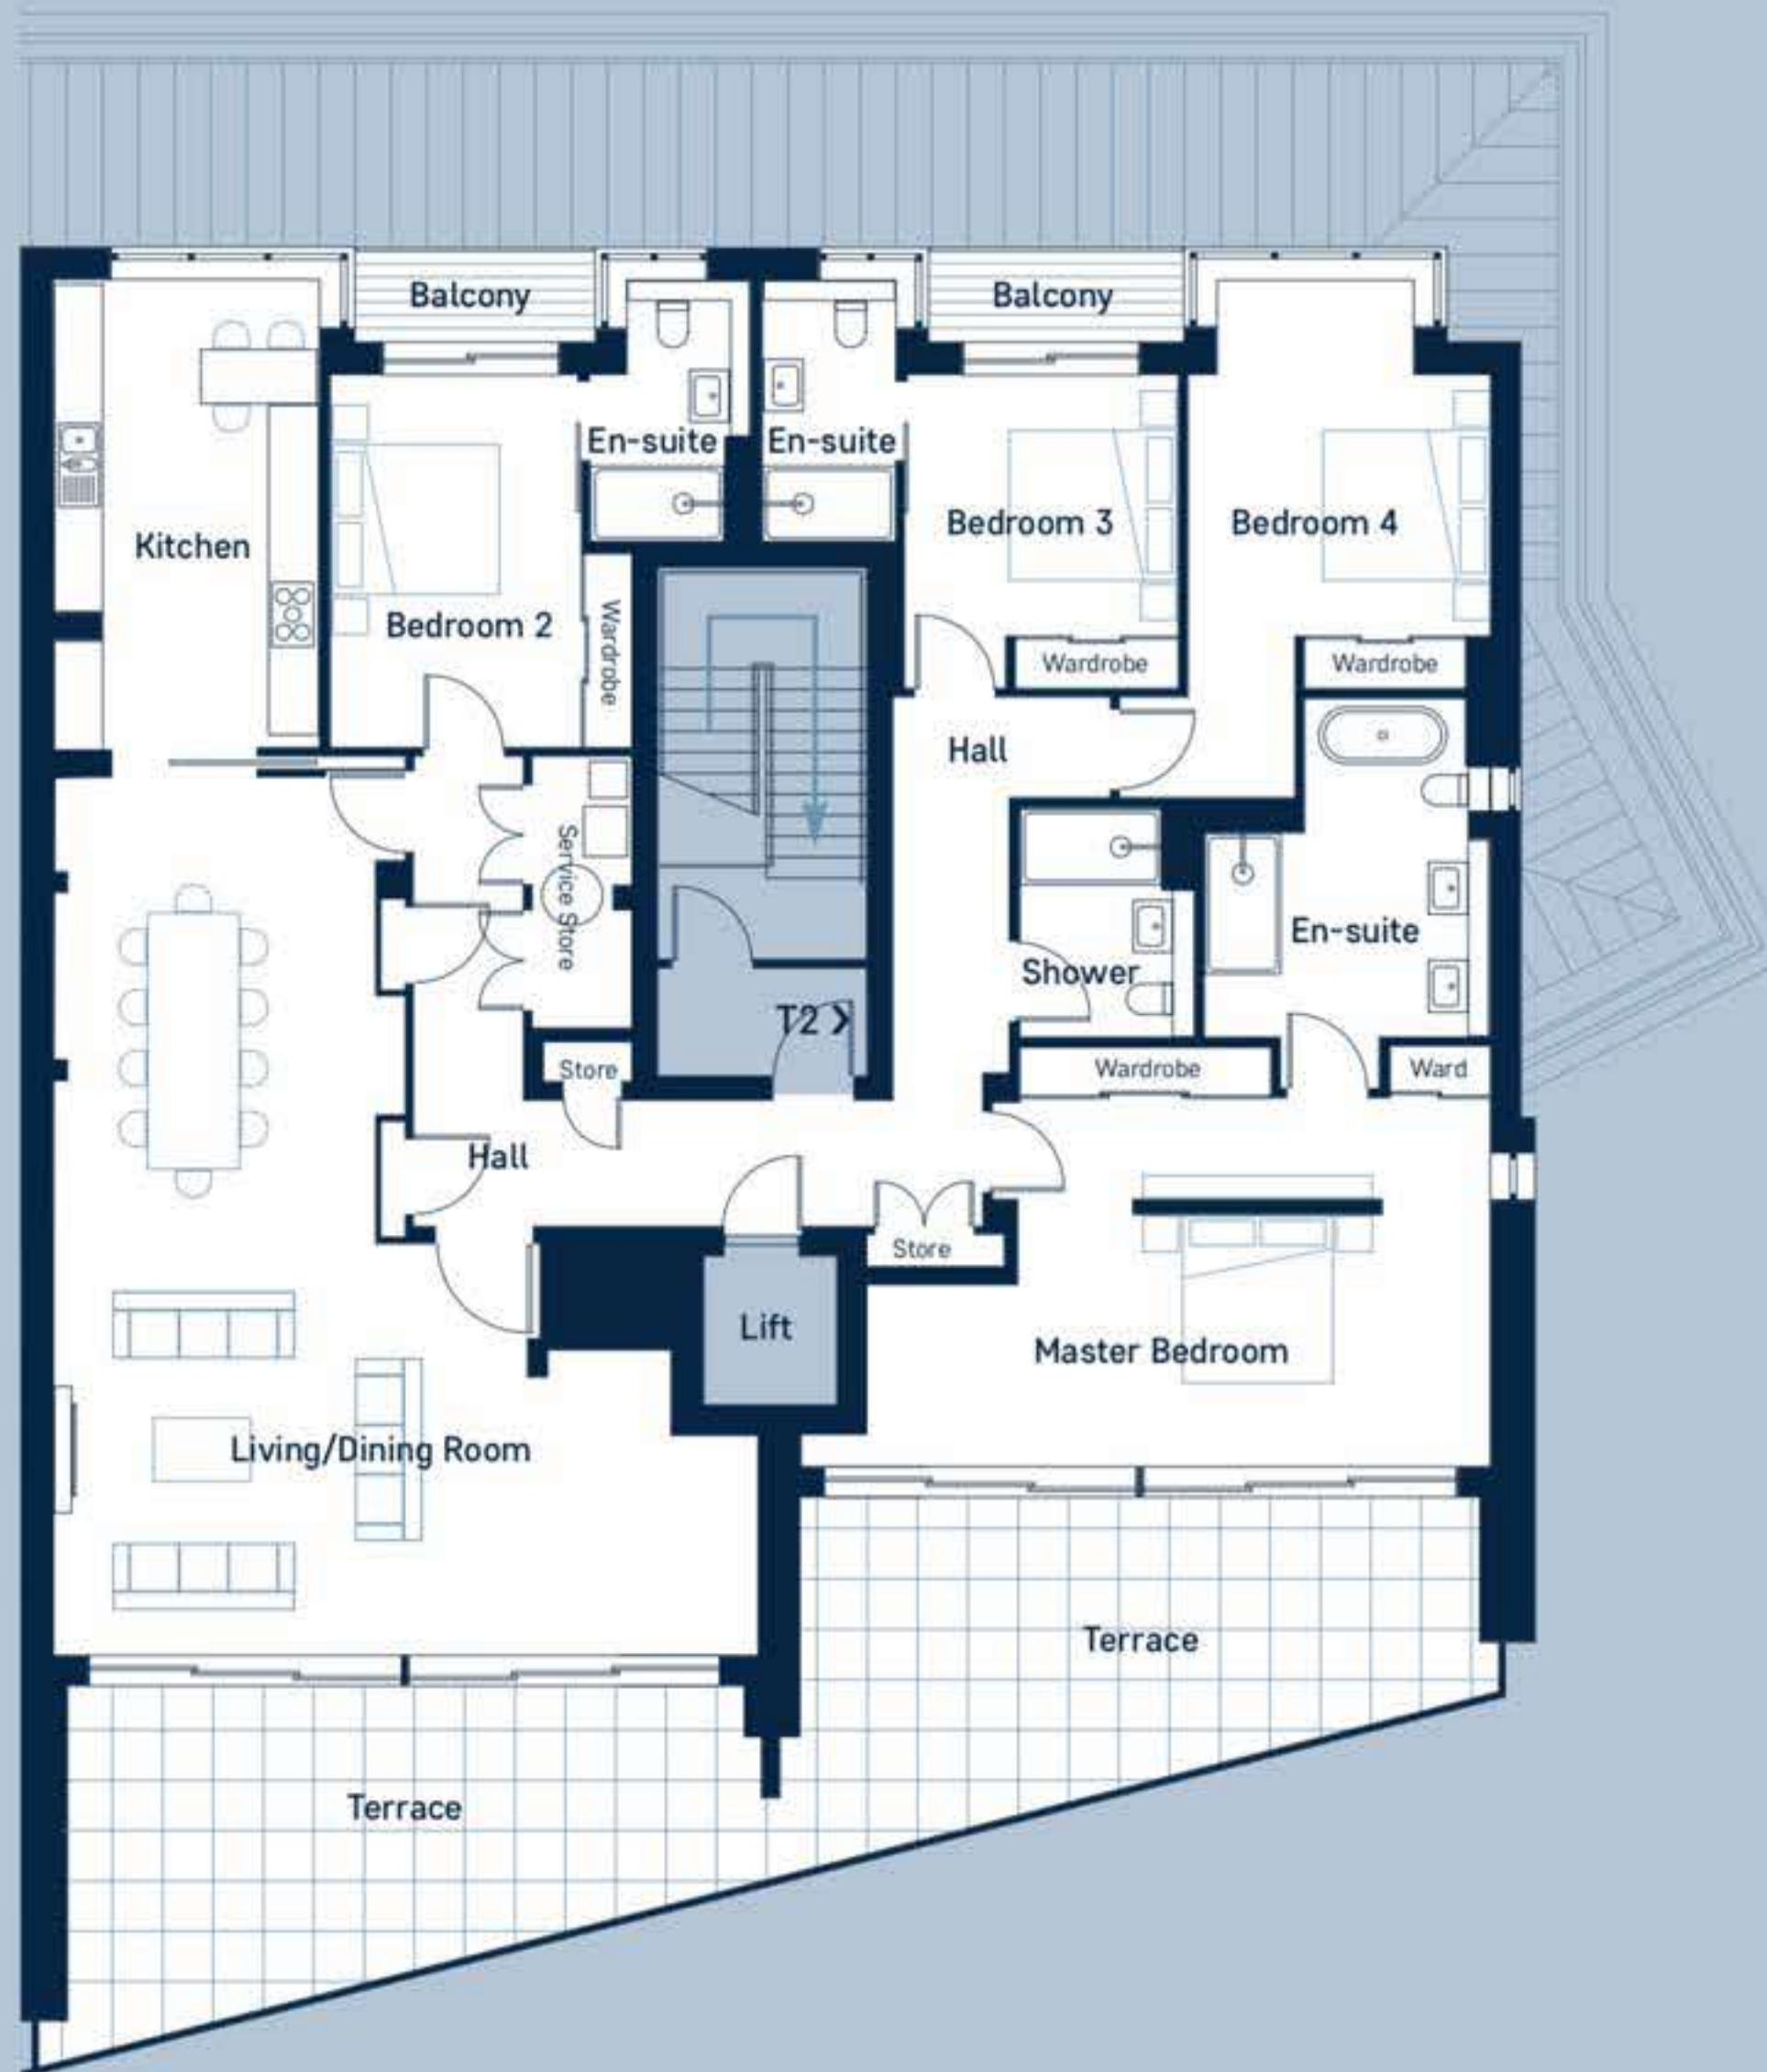 Balcony
Balcony
En-suite
En-suite
Kitchen
Bedroom 3
Bedroom 4
Bedroom 2
Wardrobe
Wardrobe
Wardrobe
Hall
Service Store
En-suite
Shower
T2 >
Store
Wardrobe
Ward
Hall
Store
Lift
Master Bedroom
Living/Dining Room
Terrace
Terrace